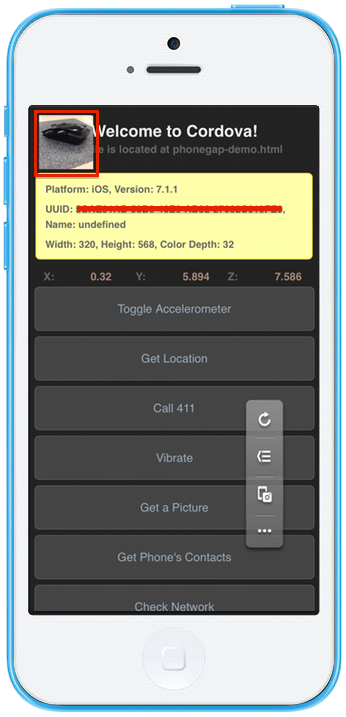 Welcome to Cordova!
e is located at phonegap-demo.html
Platform: iOS, Version: 7.1.1
UUID:
Name: undefined
Width: 320, Height: 568, Color Depth: 32
X: 0.32 Y: 5.894 Z: 7.586
Toggle Accelerometer
Get Location
Call 411
Vibrate
Get a Picture
Get Phone's Contacts
Check Network